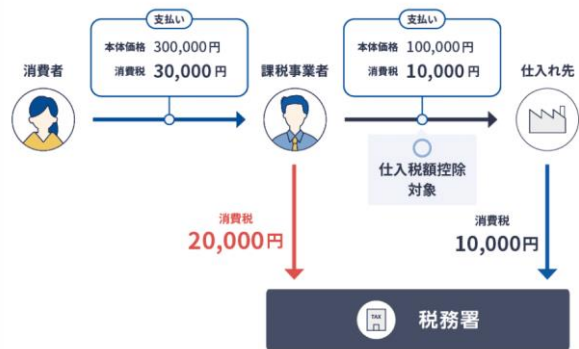 支払い
本体価格 300,000円
消費税 30,000円
支払い
本体価格 100,000円
消費税 10,000円
消費者
課税事業者
仕入れ先
仕入税額控除
対象
消費税
20,000円
消費税
10,000円
TAX
税務署